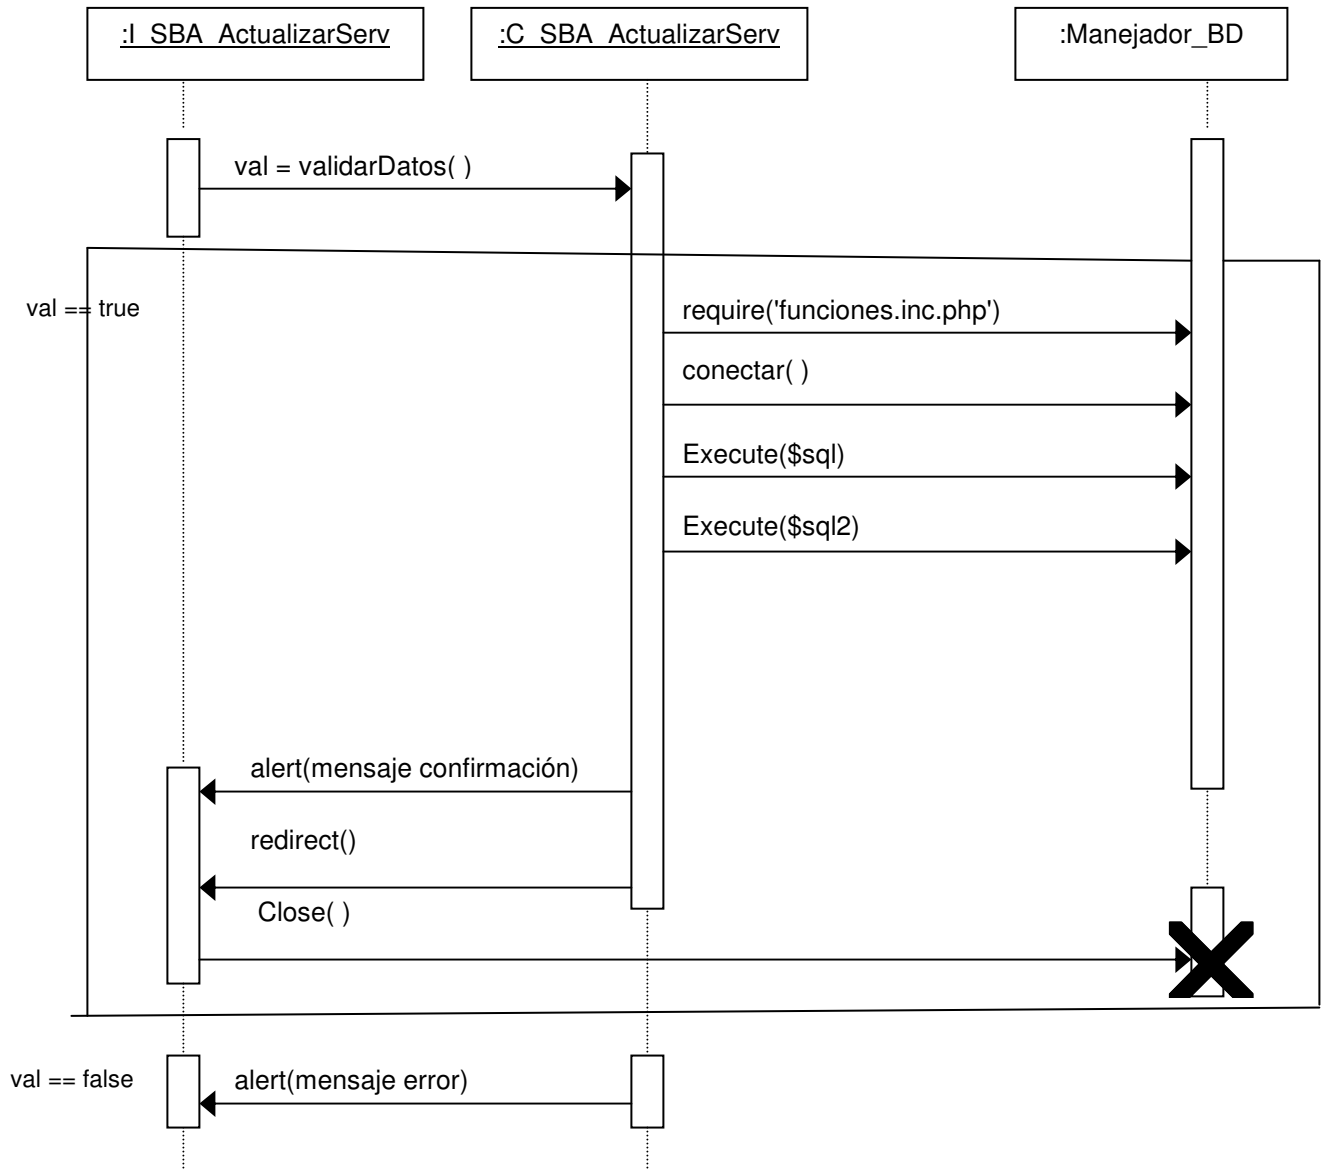 :I_SBA_ActualizarServ
:C_SBA_ActualizarServ
:Manejador_BD
val = validarDatos( )
val == true
require('funciones.inc.php')
conectar( )
Execute($sql)
Execute($sql2)
alert(mensaje confirmación)
redirect()
Close( )
val == false
alert(mensaje error)